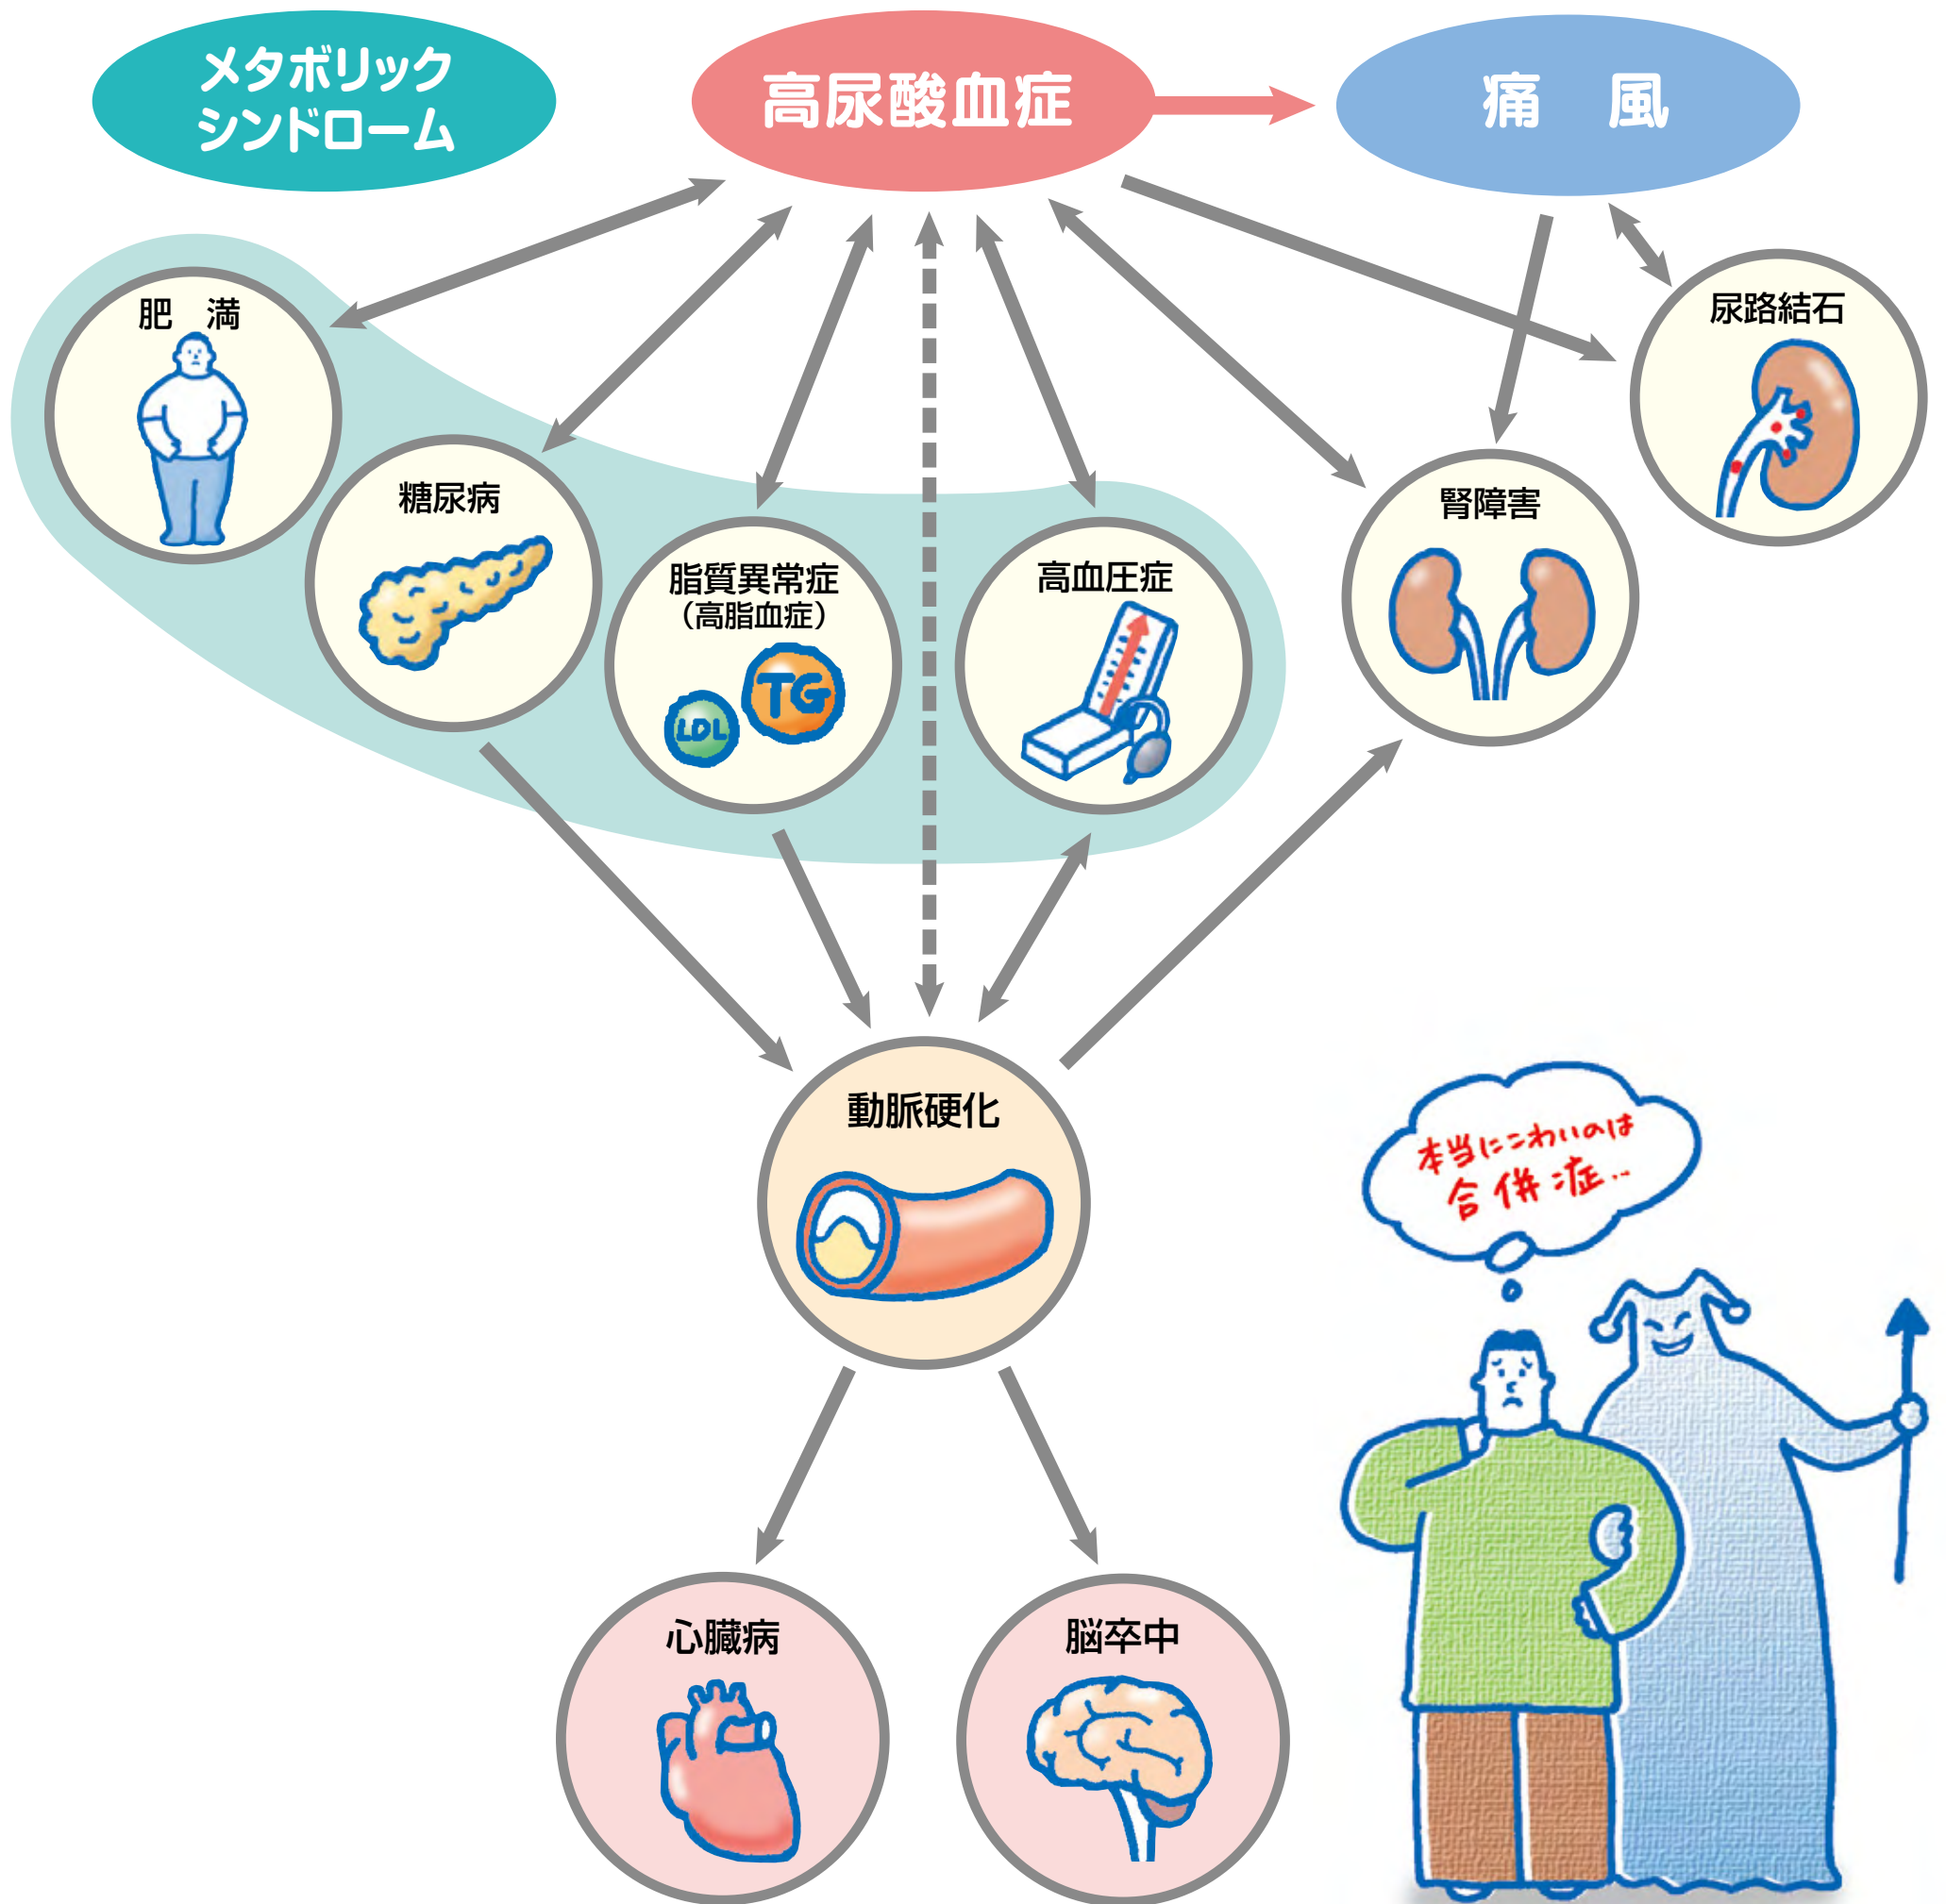 メタボリック
シンドローム
高尿酸血症
痛　風
肥　満
糖尿病
脂質異常症
（高脂血症）
LDL
TG
高血圧症
腎障害
尿路結石
動脈硬化
本当にこわいのは
合併症..
心臓病
脳卒中